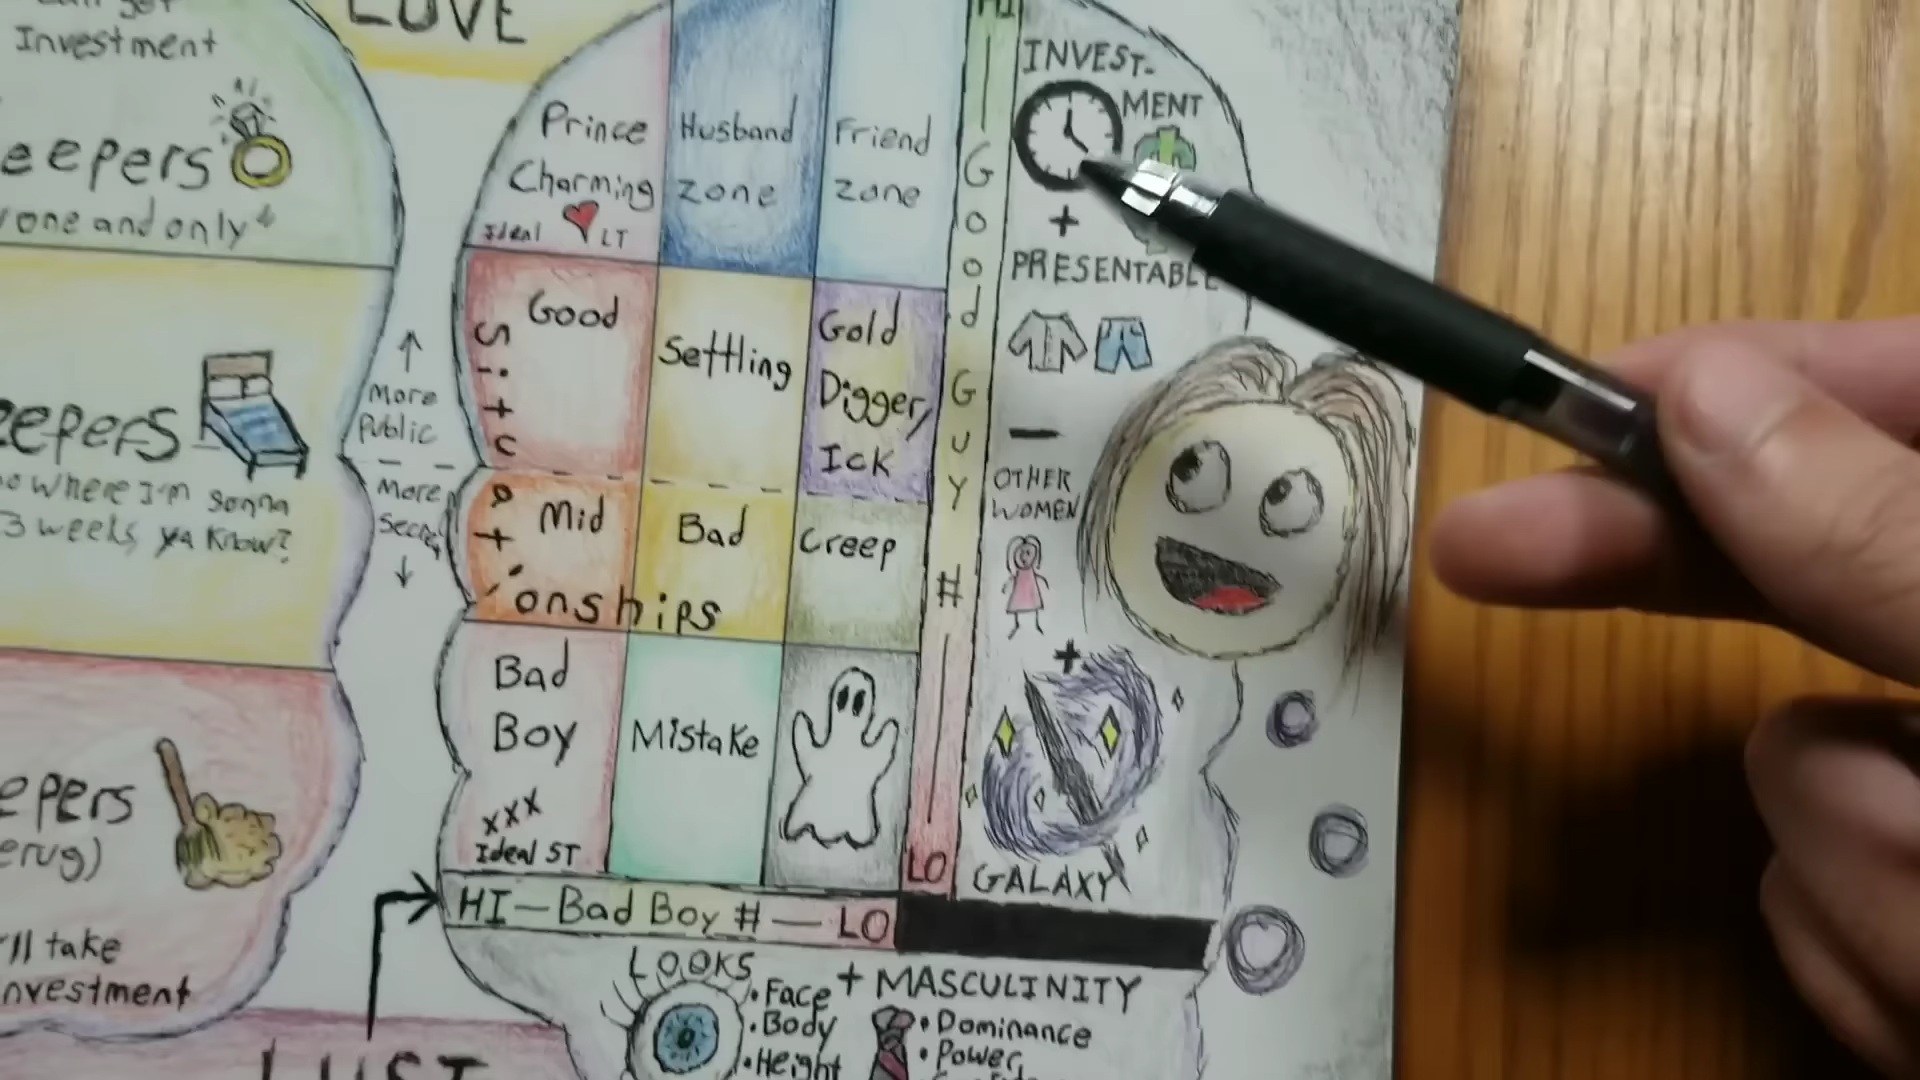 LOVE
Investment
eepers
one and only
eepers
where I'm gonna
3 weeks, ya know?
epers
erug)
'll take
nvestment
More
Public
More
Secret
Prince
Charming
Ideal LT
Husband
zone
Friend
zone
Good
Settling
Gold
Digger,
Ick
Mid
Bad
Creep
Situationships
Bad
Boy
xxx
Ideal ST
Mistake
HI
Good Guy #
LO
HI - Bad Boy # - LO
INVEST-
MENT
+
PRESENTABLE
-
OTHER
WOMEN
+
GALAXY
LOOKS
• Face
• Body
• Height
+ MASCULINITY
• Dominance
• Power,
LUST